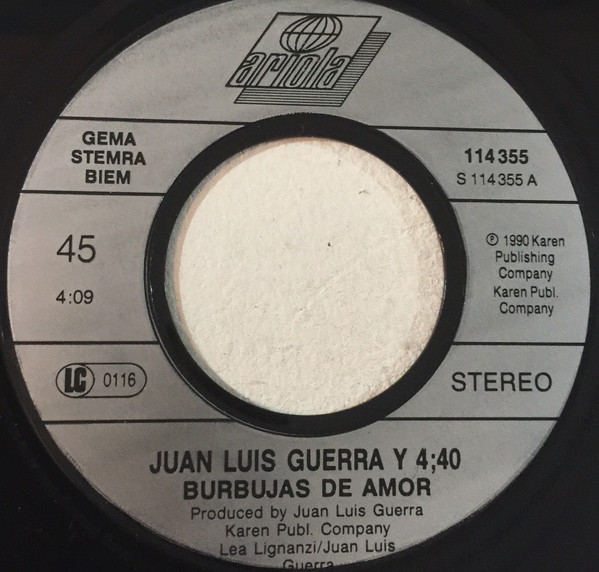 ariola
GEMA
STEMRA
BIEM
114 355
S 114 355 A
45
4:09
℗ 1990 Karen
Publishing
Company
Karen Publ.
Company
LC 0116
STEREO
JUAN LUIS GUERRA Y 4;40
BURBUJAS DE AMOR
Produced by Juan Luis Guerra
Karen Publ. Company
Lea Lignanzi/Juan Luis
Guerra